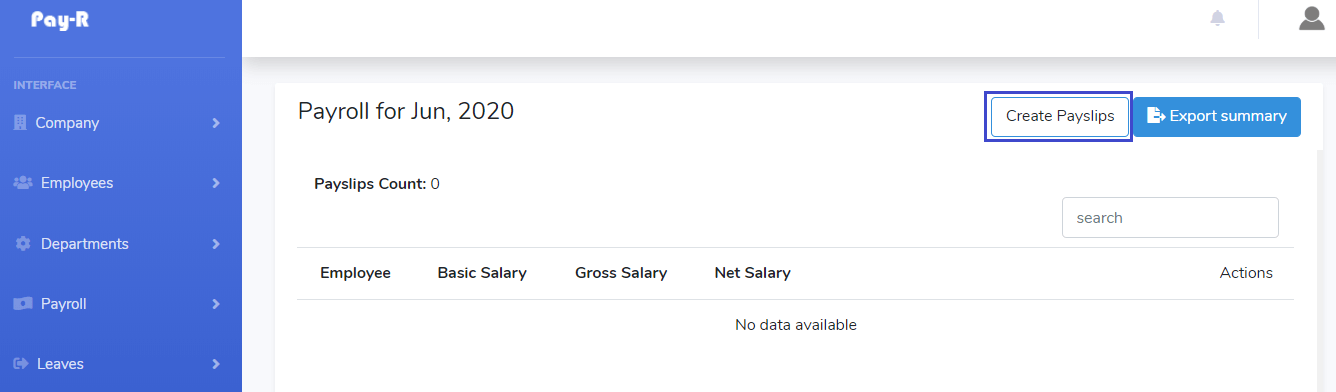 Pay-R
INTERFACE
Company
Employees
Departments
Payroll
Leaves
Payroll for Jun, 2020
Create Payslips
Export summary
Payslips Count: 0
search
Employee Basic Salary Gross Salary Net Salary Actions
No data available